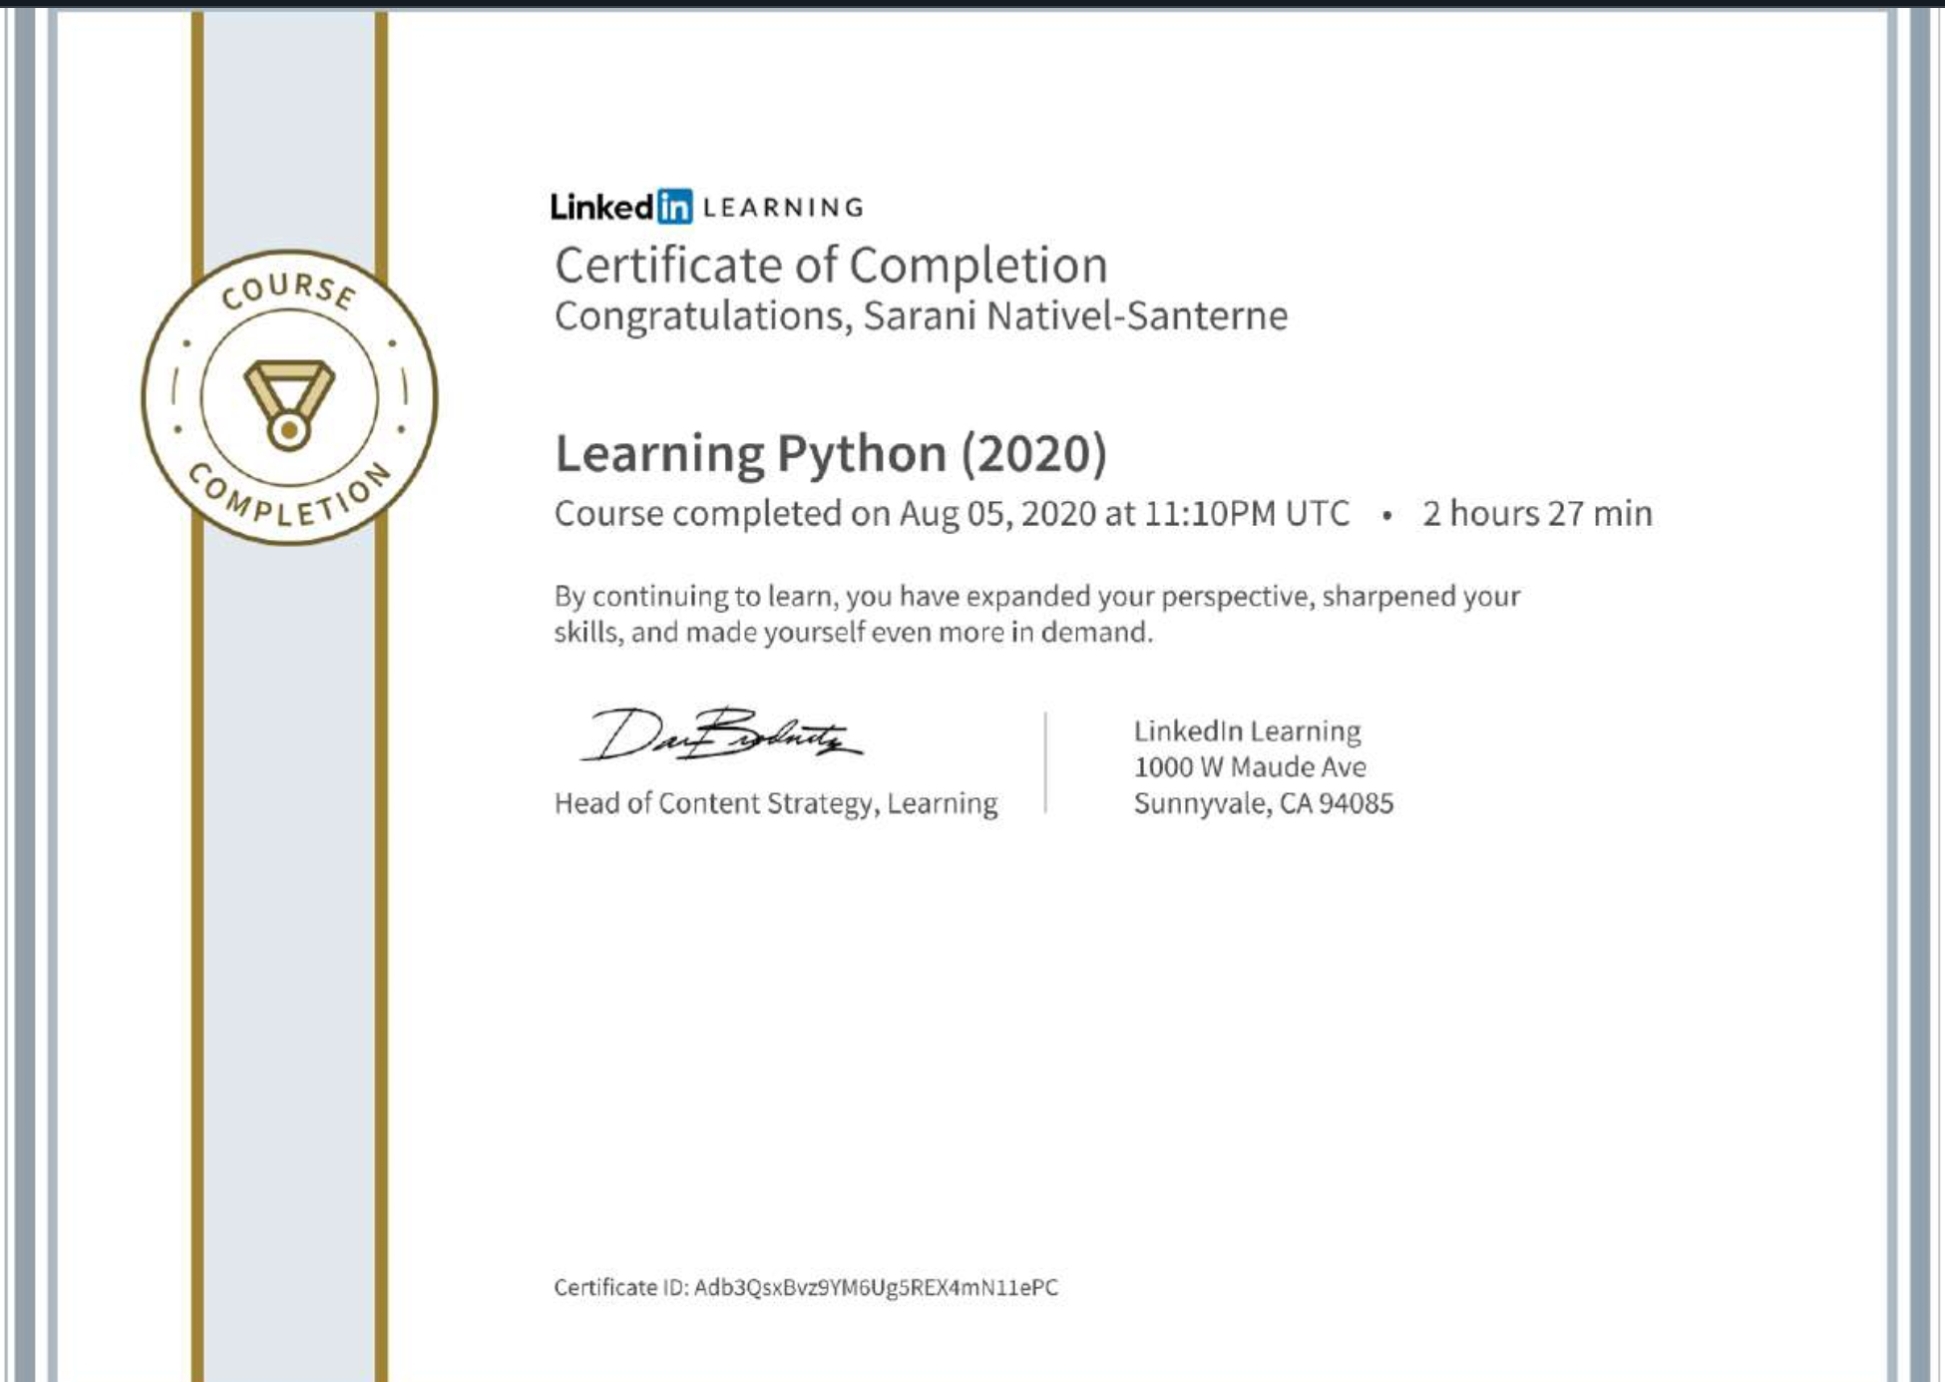 COURSE
COMPLETION
Linked in LEARNING
Certificate of Completion
Congratulations, Sarani Nativel-Santerne
Learning Python (2020)
Course completed on Aug 05, 2020 at 11:10PM UTC • 2 hours 27 min
By continuing to learn, you have expanded your perspective, sharpened your
skills, and made yourself even more in demand.
Head of Content Strategy, Learning
LinkedIn Learning
1000 W Maude Ave
Sunnyvale, CA 94085
Certificate ID: Adb3QsxBvz9YM6Ug5REX4mN11ePC